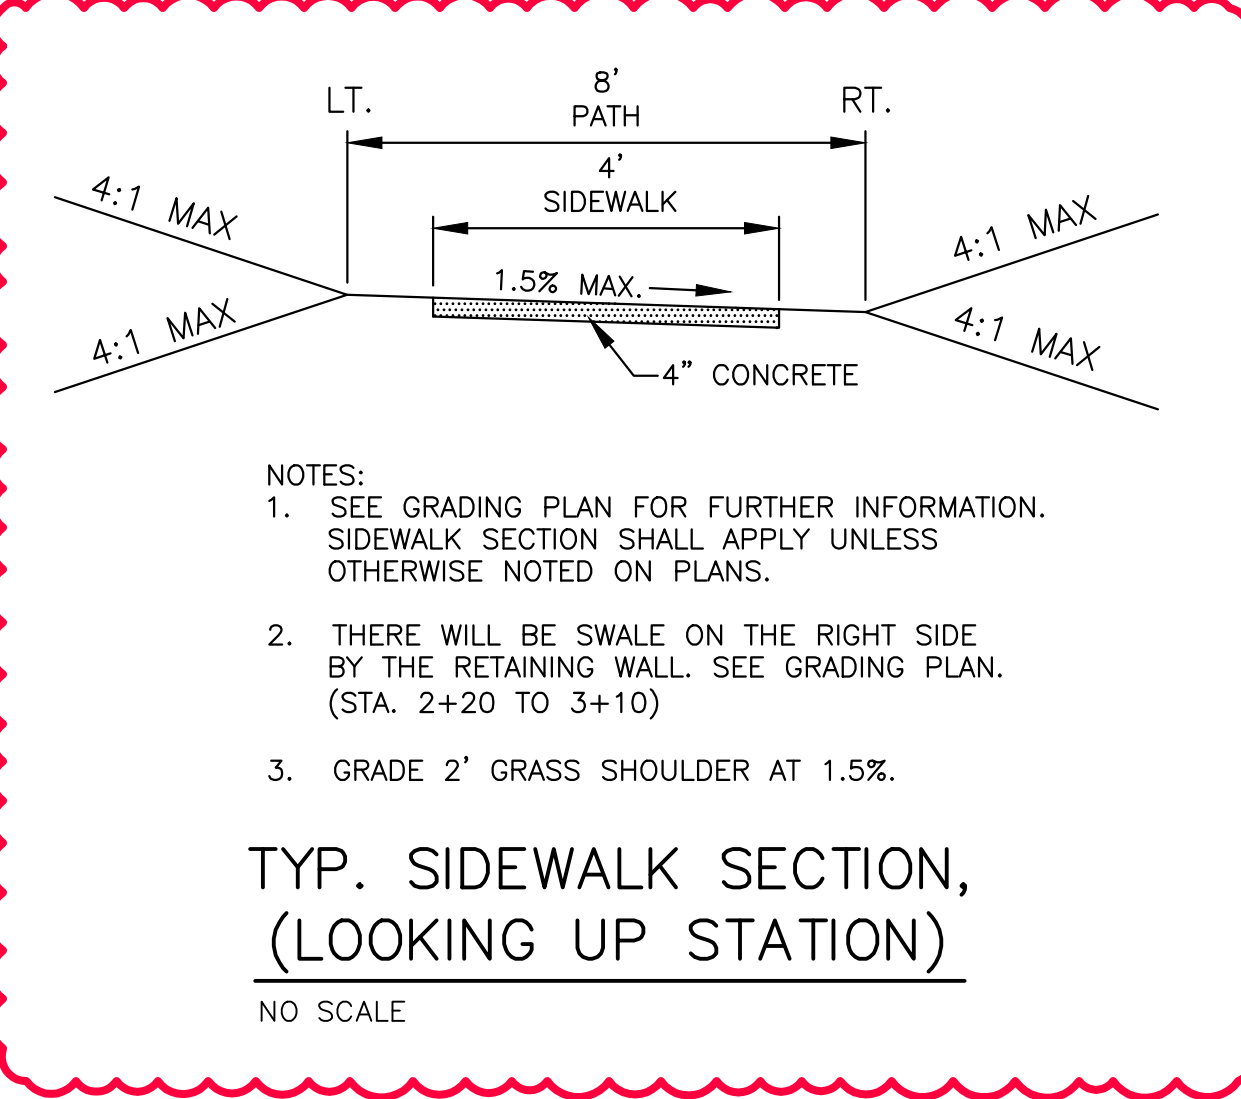 8'
LT.
RT.
PATH
4'
SIDEWALK
4:1 MAX
4:1 MAX
1.5% MAX.
4:1 MAX
4:1 MAX
4" CONCRETE
NOTES:
1. SEE GRADING PLAN FOR FURTHER INFORMATION.
SIDEWALK SECTION SHALL APPLY UNLESS
OTHERWISE NOTED ON PLANS.
2. THERE WILL BE SWALE ON THE RIGHT SIDE
BY THE RETAINING WALL. SEE GRADING PLAN.
(STA. 2+20 TO 3+10)
3. GRADE 2' GRASS SHOULDER AT 1.5%.
TYP. SIDEWALK SECTION,
(LOOKING UP STATION)
NO SCALE